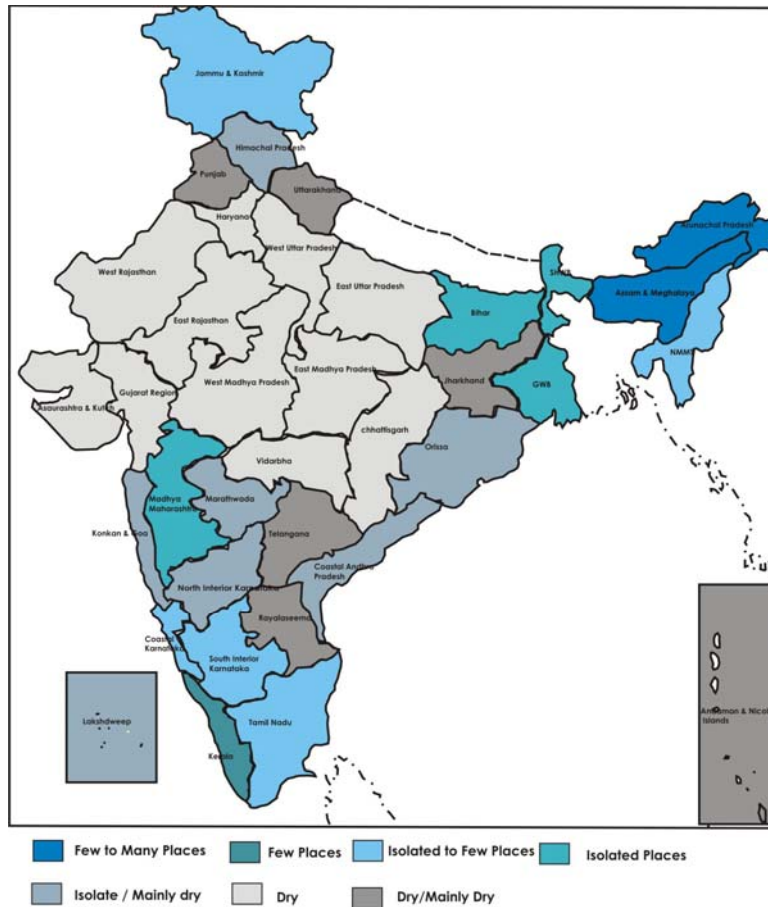 Jammu & Kashmir
Himachal Pradesh
Punjab
Uttarakhand
Haryana
West Uttar Pradesh
Arunachal Pradesh
West Rajasthan
East Uttar Pradesh
SHWB
Assam & Meghalaya
East Rajasthan
Bihar
NMMT
East Madhya Pradesh
West Madhya Pradesh
Jharkhand
GWB
Gujarat Region
Asaurashtra & Kutch
chhattisgarh
Orissa
Vidarbha
Madhya
Maharashtra
Marathwada
Konkan & Goa
Telangana
Coastal Andhra
Pradesh
North Interior Karnataka
Rayalaseema
Coastal
Karnataka
South Interior
Karnataka
Lakshdweep
Tamil Nadu
Andaman & Nicol
Islands
Kerala
Few to Many Places
Few Places
Isolated to Few Places
Isolated Places
Isolate / Mainly dry
Dry
Dry/Mainly Dry